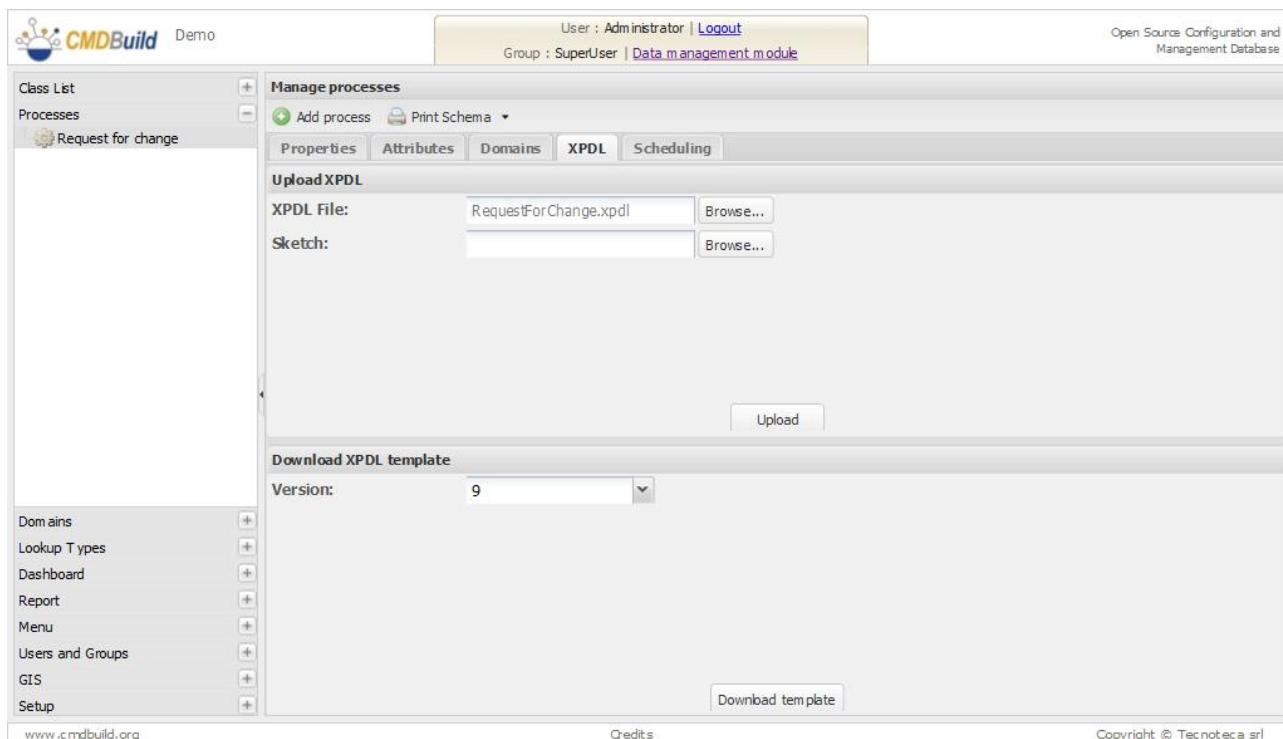 CMDBuild Demo
User : Administrator | Logout
Group : SuperUser | Data management module
Open Source Configuration and
Management Database
Class List
Processes
Request for change
Domains
Lookup Types
Dashboard
Report
Menu
Users and Groups
GIS
Setup
Manage processes
Add process Print Schema
Properties Attributes Domains XPDL Scheduling
Upload XPDL
XPDL File: RequestForChange.xpdl Browse...
Sketch: Browse...
Upload
Download XPDL template
Version: 9
Download template
www.cmdbuild.org Credits Copyright © Tecnoteca srl